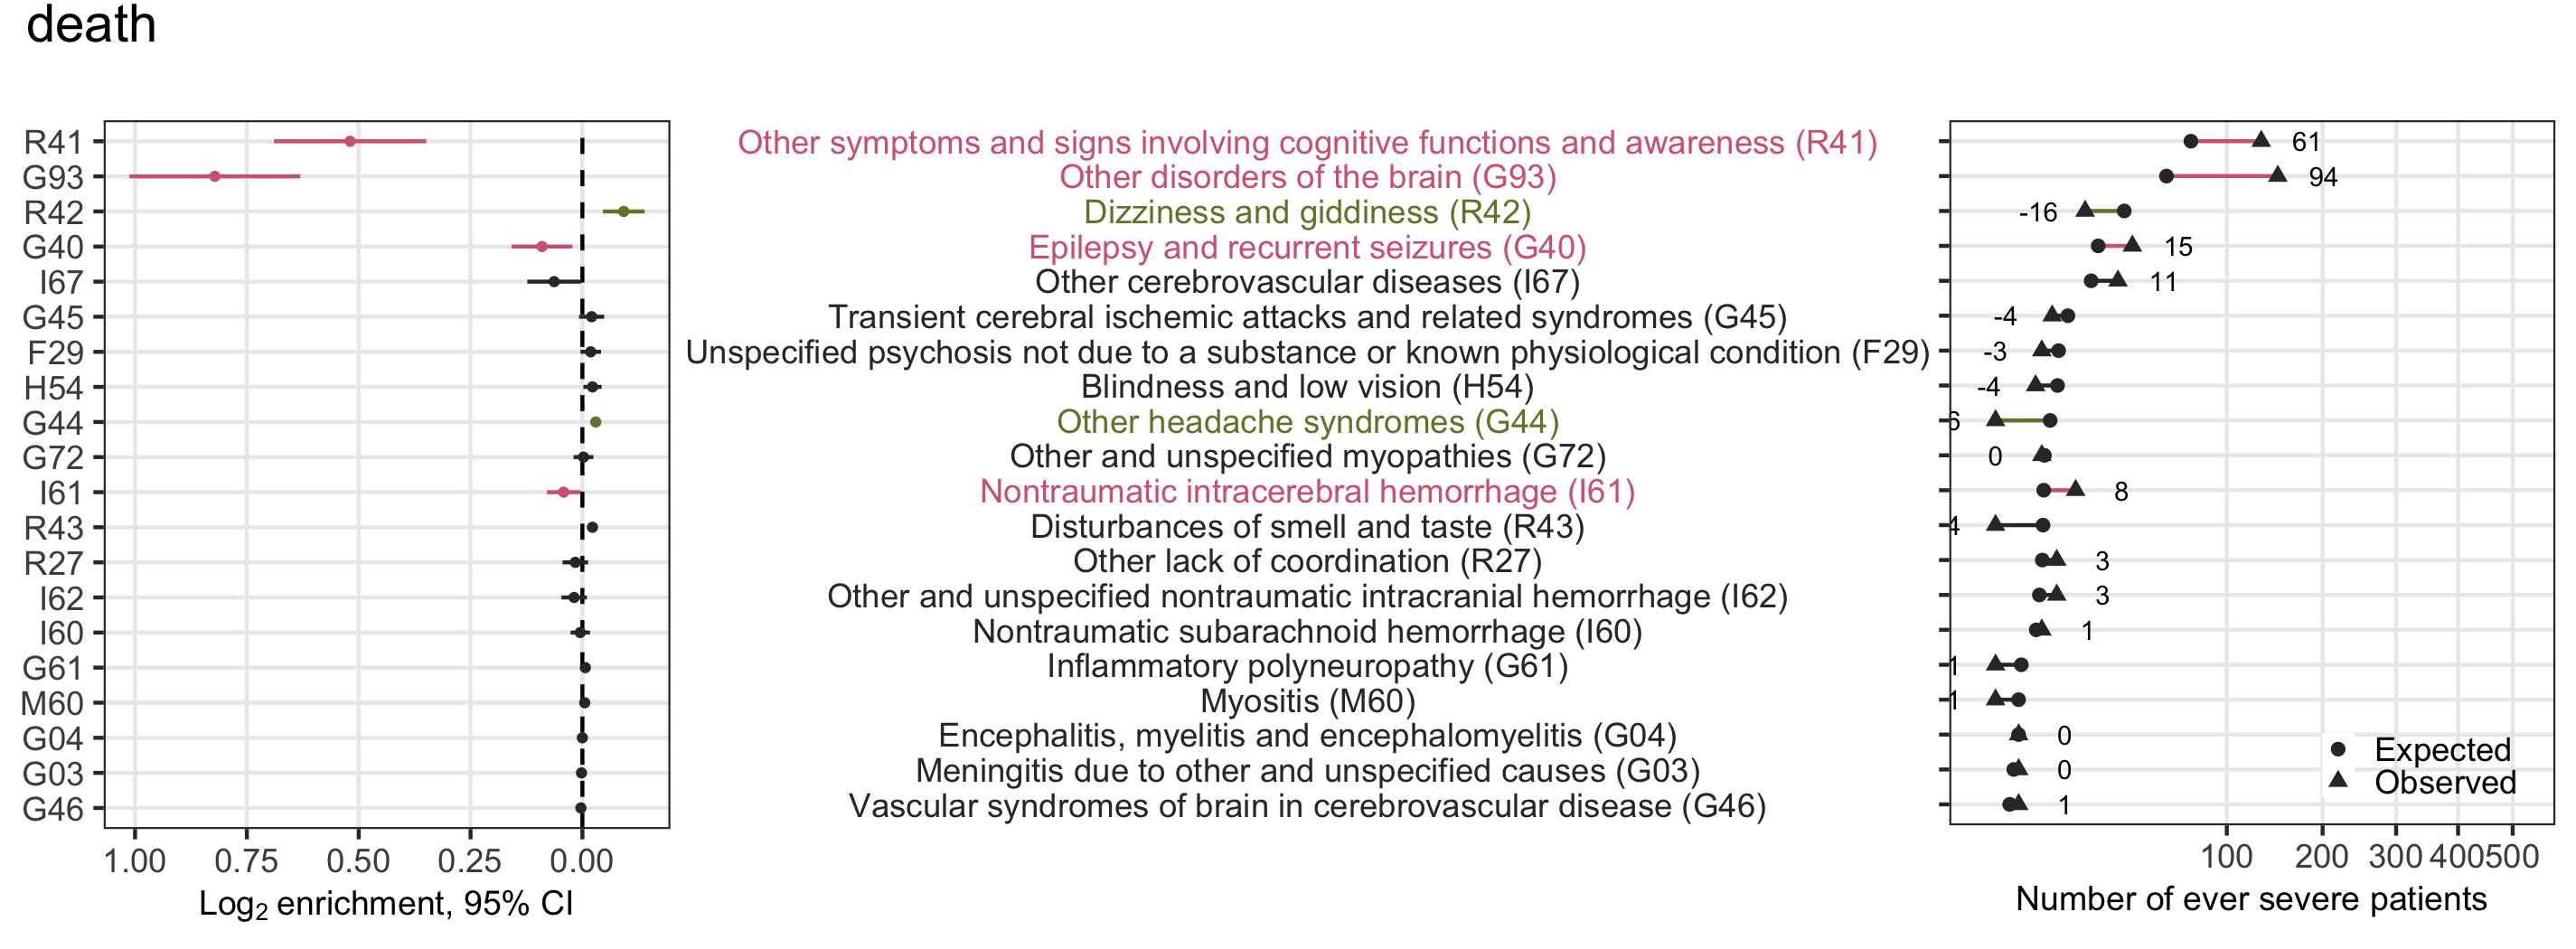 death
R41
G93
R42
G40
I67
G45
F29
H54
G44
G72
I61
R43
R27
I62
I60
G61
M60
G04
G03
G46
1.00 0.75 0.50 0.25 0.00
Log2 enrichment, 95% CI
Other symptoms and signs involving cognitive functions and awareness (R41)
Other disorders of the brain (G93)
Dizziness and giddiness (R42)
Epilepsy and recurrent seizures (G40)
Other cerebrovascular diseases (I67)
Transient cerebral ischemic attacks and related syndromes (G45)
Unspecified psychosis not due to a substance or known physiological condition (F29)
Blindness and low vision (H54)
Other headache syndromes (G44)
Other and unspecified myopathies (G72)
Nontraumatic intracerebral hemorrhage (I61)
Disturbances of smell and taste (R43)
Other lack of coordination (R27)
Other and unspecified nontraumatic intracranial hemorrhage (I62)
Nontraumatic subarachnoid hemorrhage (I60)
Inflammatory polyneuropathy (G61)
Myositis (M60)
Encephalitis, myelitis and encephalomyelitis (G04)
Meningitis due to other and unspecified causes (G03)
Vascular syndromes of brain in cerebrovascular disease (G46)
61
94
-16
15
11
-4
-3
-4
6
0
8
4
3
3
1
1
1
0
0
1
Expected
Observed
100 200 300 400 500
Number of ever severe patients